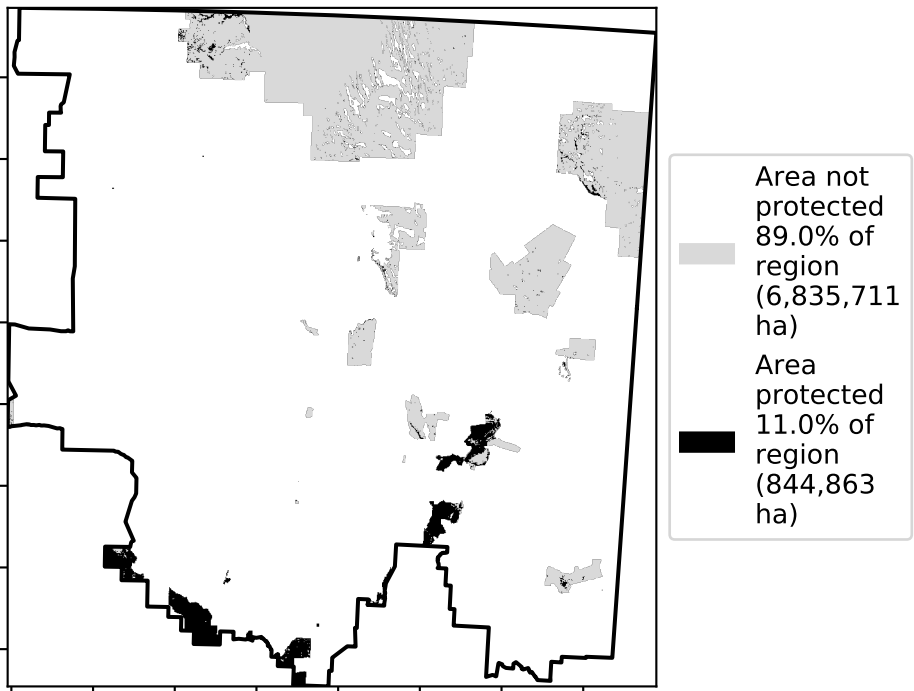 Area not
protected
89.0% of
region
(6,835,711
ha)
Area
protected
11.0% of
region
(844,863
ha)